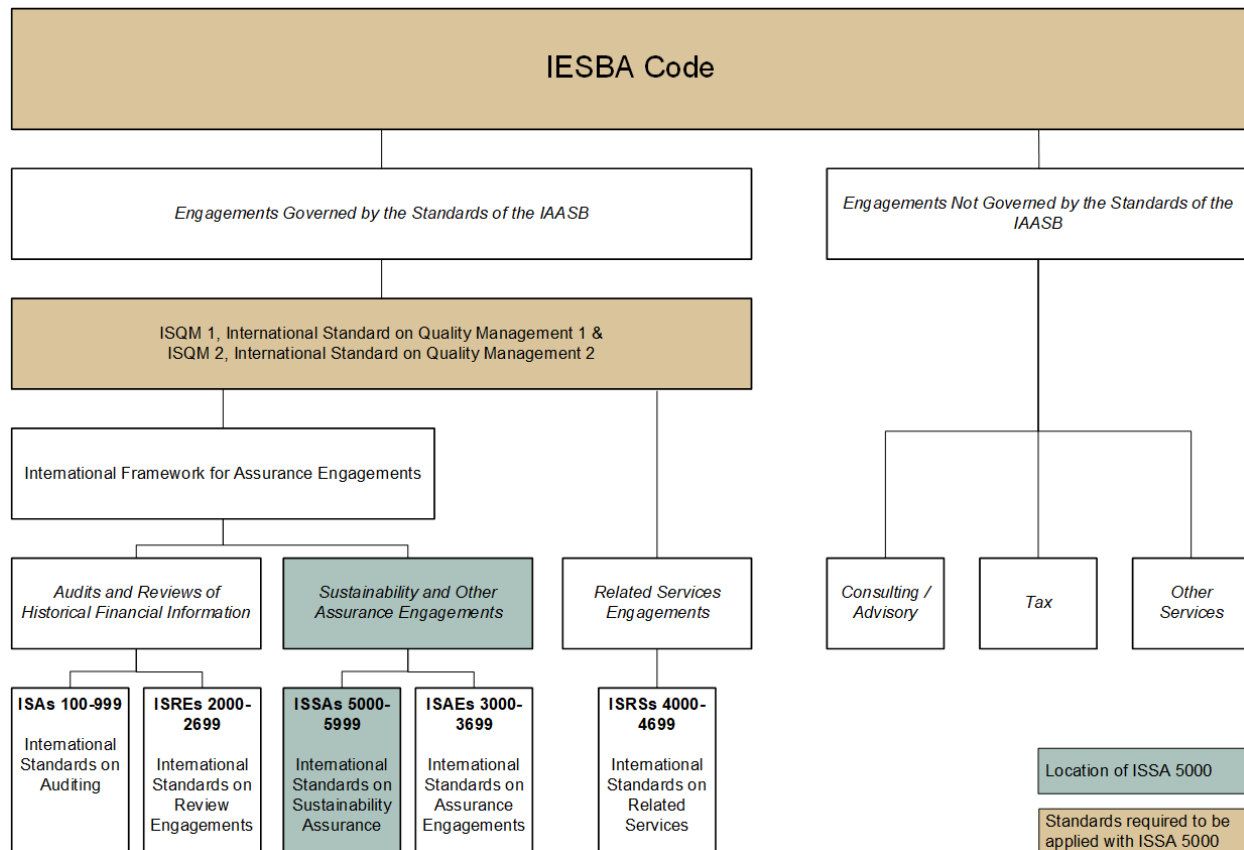 IESBA Code
Engagements Governed by the Standards of the IAASB
Engagements Not Governed by the Standards of the
IAASB
ISQM 1, International Standard on Quality Management 1 &
ISQM 2, International Standard on Quality Management 2
International Framework for Assurance Engagements
Audits and Reviews of
Historical Financial Information
Sustainability and Other
Assurance Engagements
Related Services
Engagements
Consulting /
Advisory
Tax
Other
Services
ISAs 100-999
International
Standards on
Auditing
ISREs 2000-
2699
International
Standards on
Review
Engagements
ISSAs 5000-
5999
International
Standards on
Sustainability
Assurance
ISAEs 3000-
3699
International
Standards on
Assurance
Engagements
ISRSs 4000-
4699
International
Standards on
Related
Services
Location of ISSA 5000
Standards required to be
applied with ISSA 5000